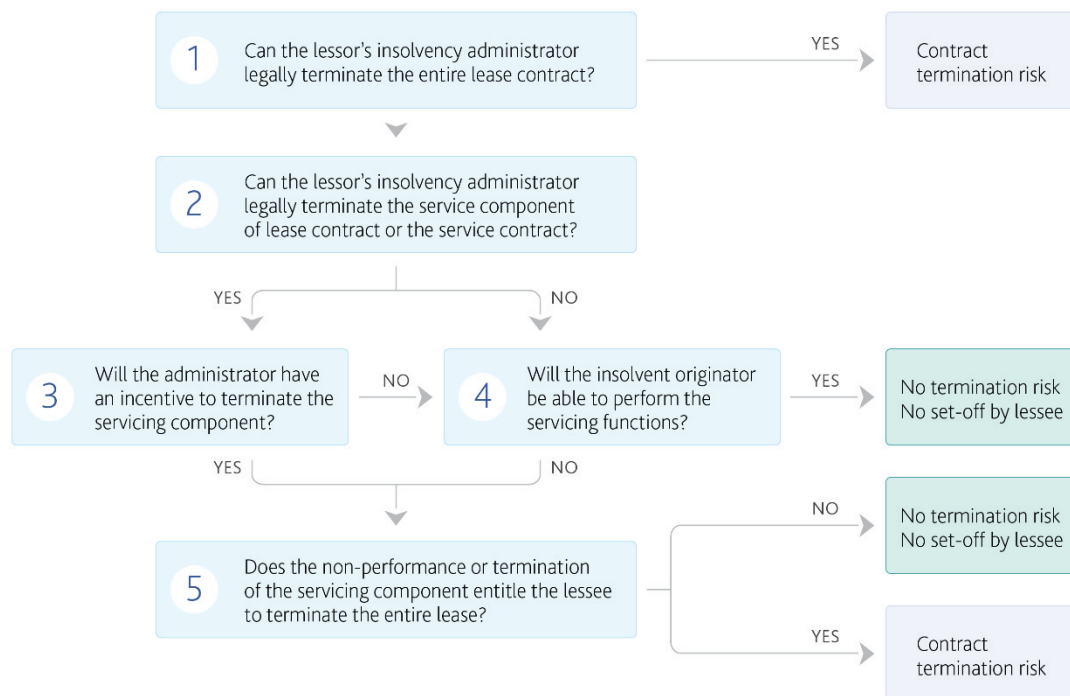 1
Can the lessor’s insolvency administrator
legally terminate the entire lease contract?
YES
Contract
termination risk
2
Can the lessor’s insolvency administrator
legally terminate the service component
of lease contract or the service contract?
YES
NO
3
Will the administrator have
an incentive to terminate the
servicing component?
NO
4
Will the insolvent originator
be able to perform the
servicing functions?
YES
No termination risk
No set-off by lessee
YES
NO
5
Does the non-performance or termination
of the servicing component entitle the lessee
to terminate the entire lease?
NO
No termination risk
No set-off by lessee
YES
Contract
termination risk